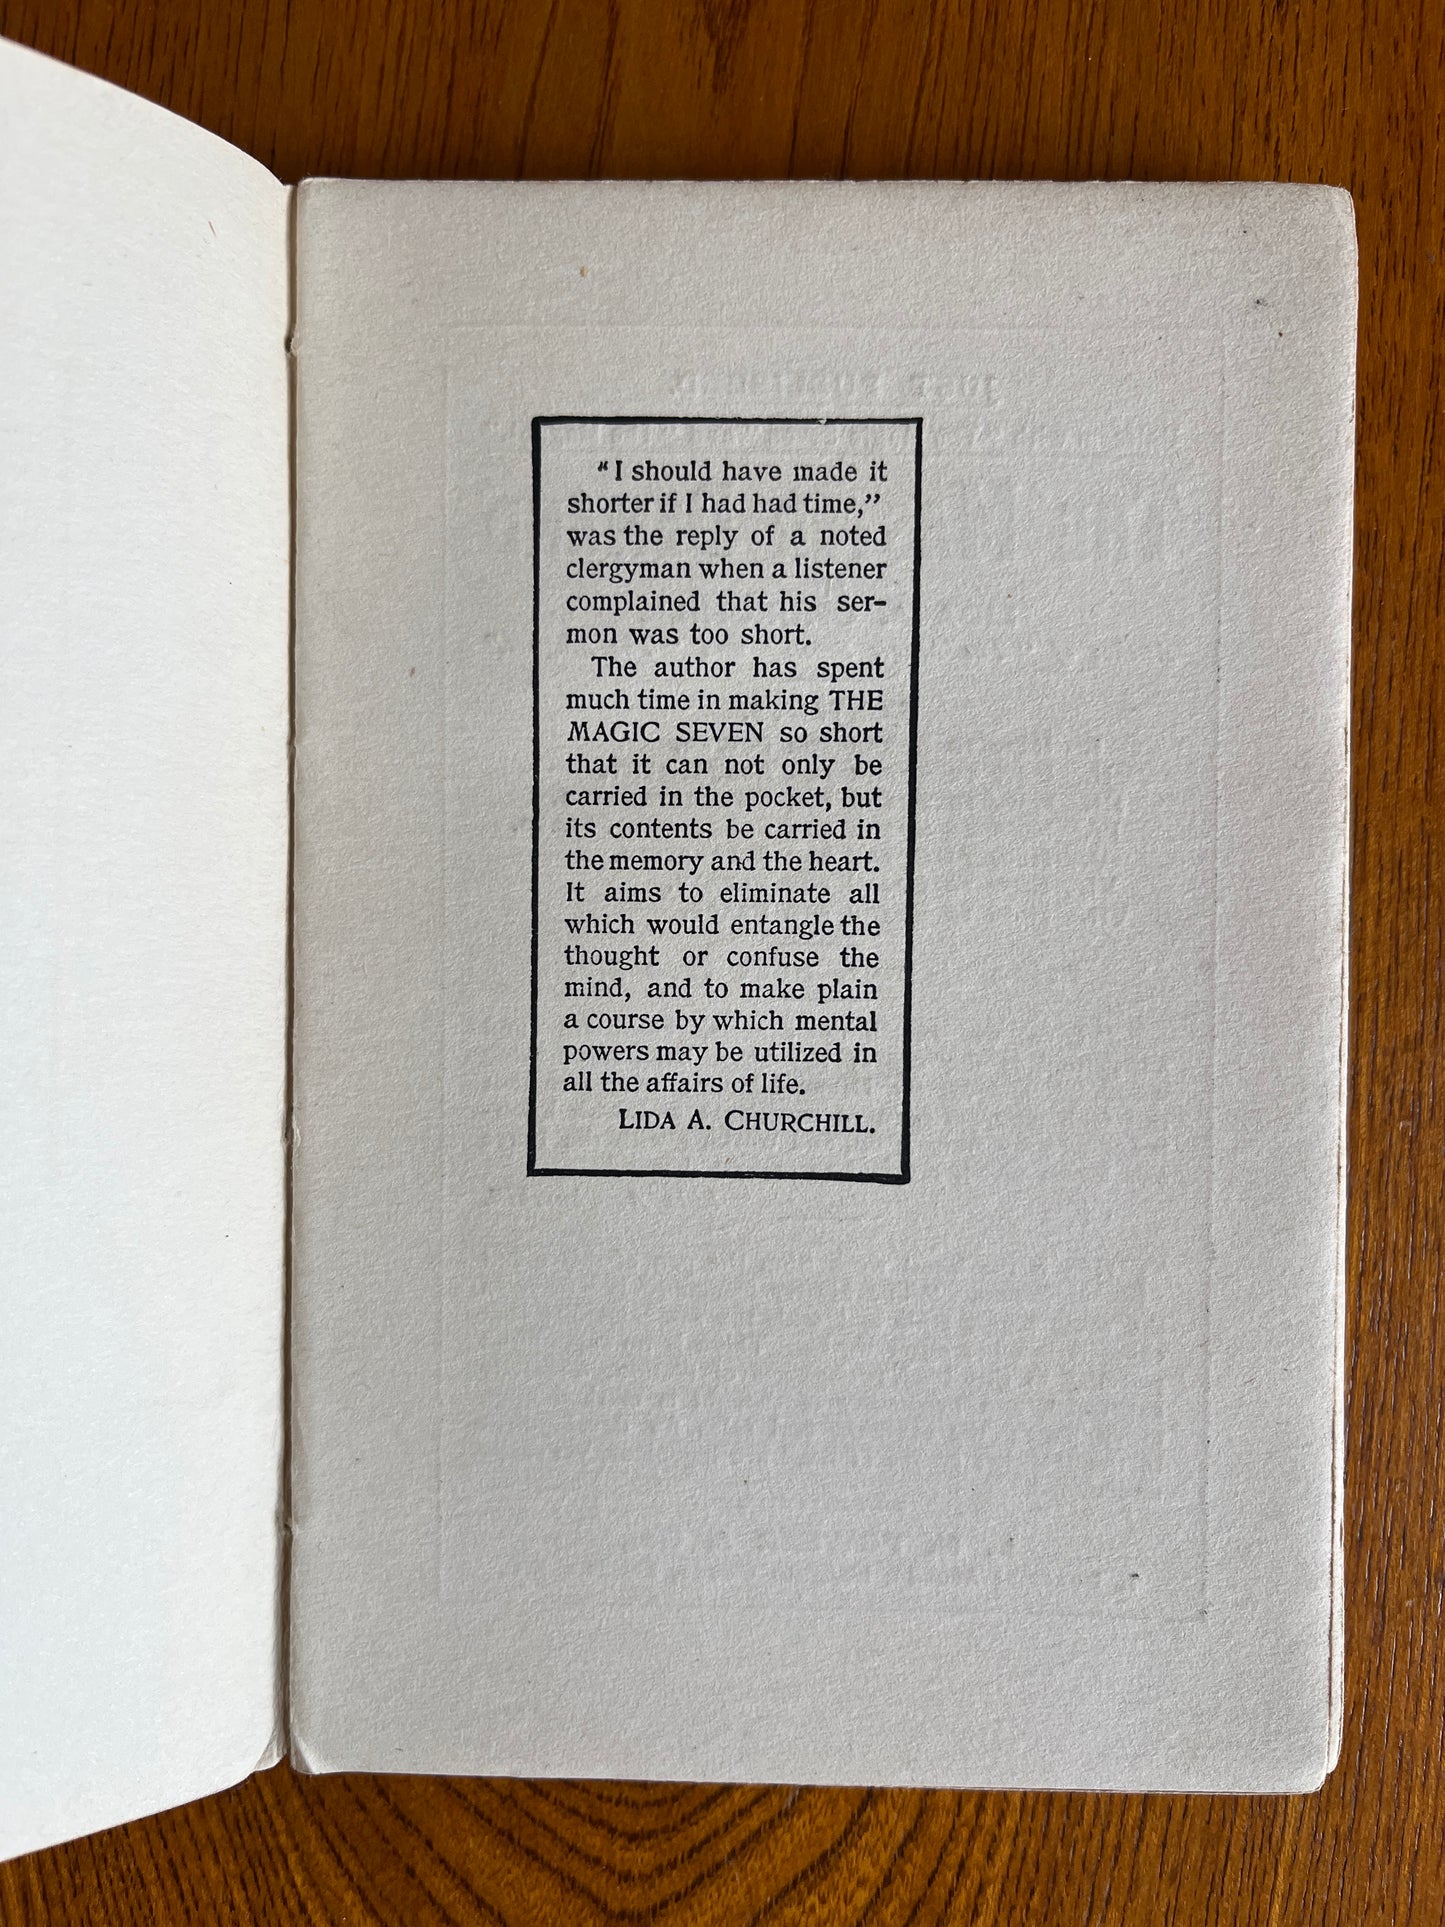 “I should have made it
shorter if I had had time,”
was the reply of a noted
clergyman when a listener
complained that his ser-
mon was too short.
The author has spent
much time in making THE
MAGIC SEVEN so short
that it can not only be
carried in the pocket, but
its contents be carried in
the memory and the heart.
It aims to eliminate all
which would entangle the
thought or confuse the
mind, and to make plain
a course by which mental
powers may be utilized in
all the affairs of life.
LIDA A. CHURCHILL.